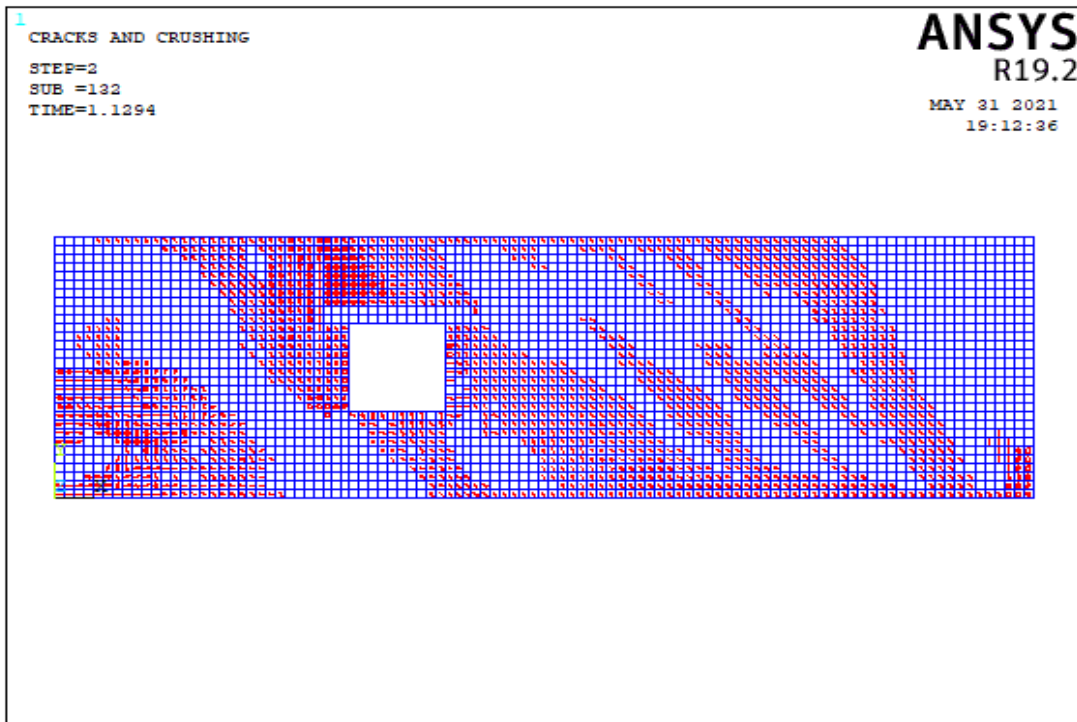 1
CRACKS AND CRUSHING
STEP=2
SUB =132
TIME=1.1294
ANSYS
R19.2
MAY 31 2021
19:12:36
Y